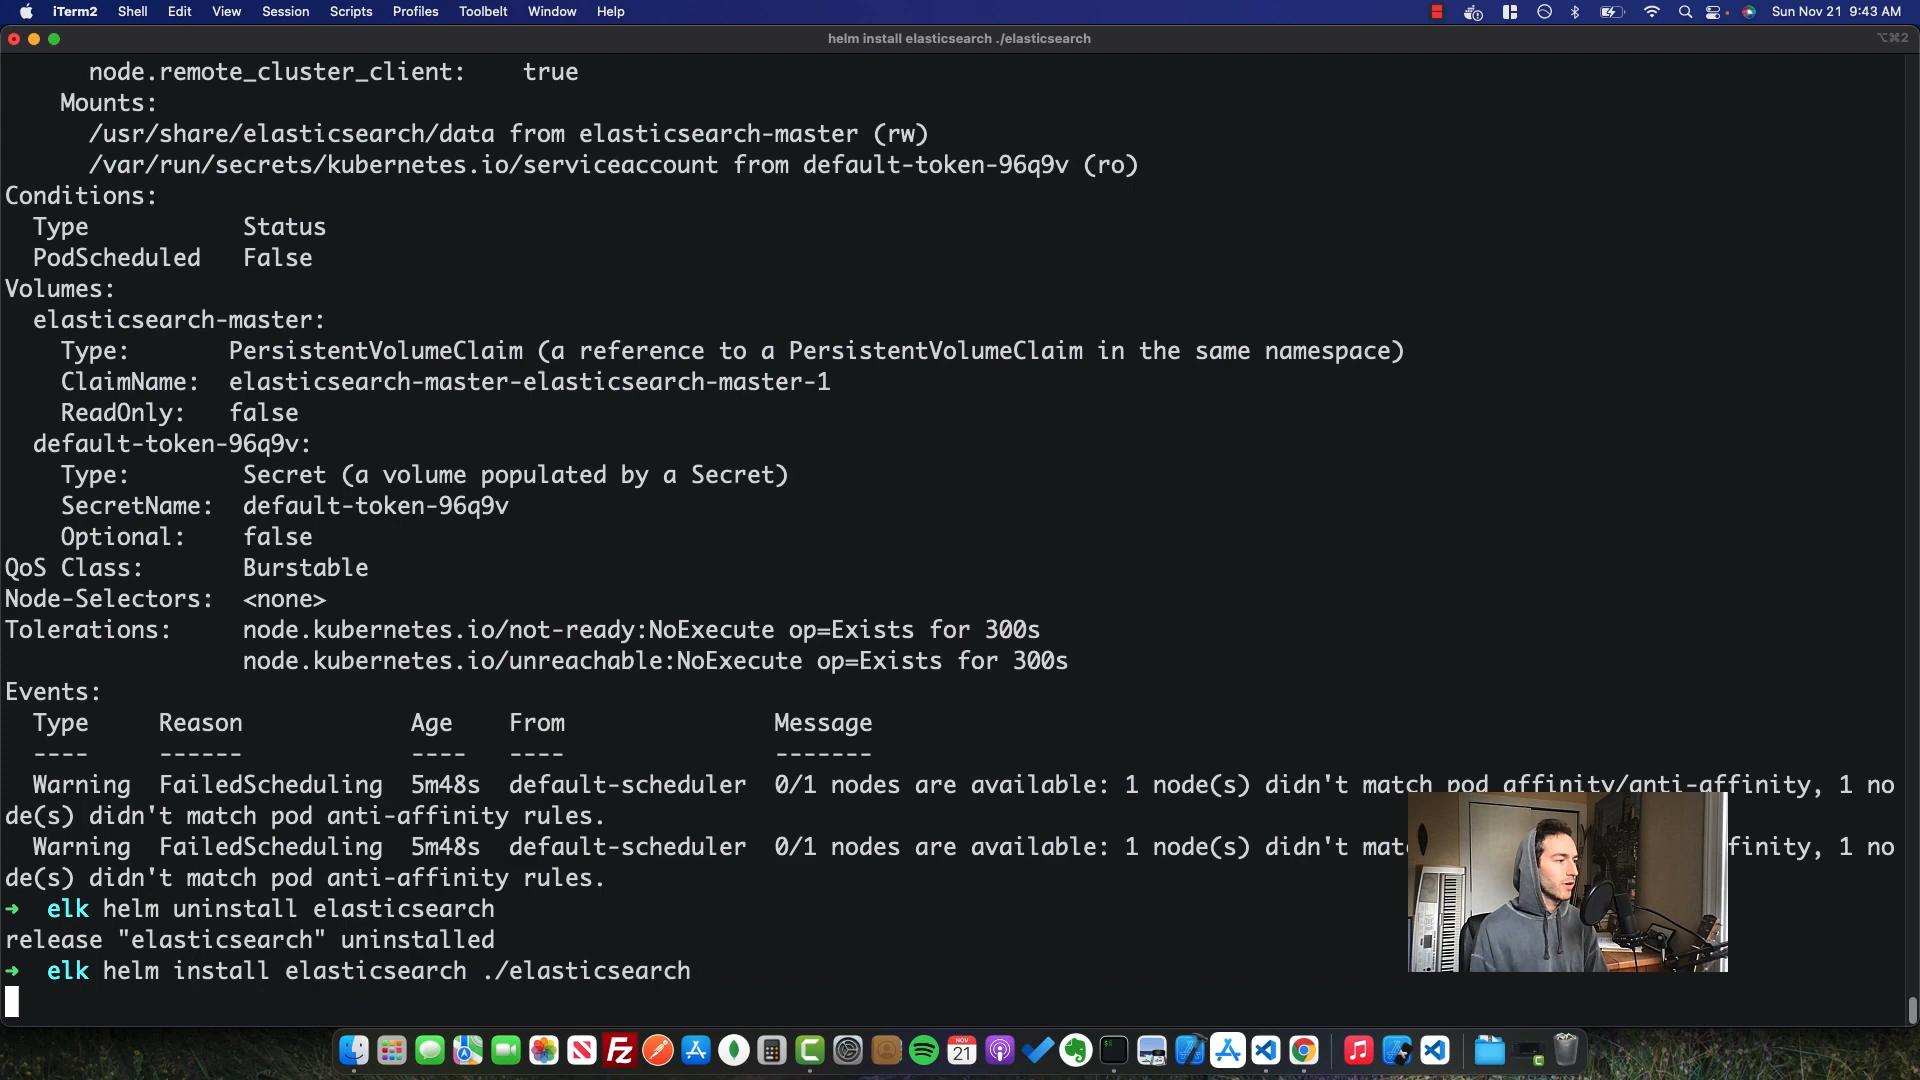 iTerm2 Shell Edit View Session Scripts Profiles Toolbelt Window Help Sun Nov 21 9:43 AM
helm install elasticsearch ./elasticsearch ⌥⌘2
node.remote_cluster_client: true
Mounts:
/usr/share/elasticsearch/data from elasticsearch-master (rw)
/var/run/secrets/kubernetes.io/serviceaccount from default-token-96q9v (ro)
Conditions:
Type Status
PodScheduled False
Volumes:
elasticsearch-master:
Type: PersistentVolumeClaim (a reference to a PersistentVolumeClaim in the same namespace)
ClaimName: elasticsearch-master-elasticsearch-master-1
ReadOnly: false
default-token-96q9v:
Type: Secret (a volume populated by a Secret)
SecretName: default-token-96q9v
Optional: false
QoS Class: Burstable
Node-Selectors: <none>
Tolerations: node.kubernetes.io/not-ready:NoExecute op=Exists for 300s
node.kubernetes.io/unreachable:NoExecute op=Exists for 300s
Events:
Type Reason Age From Message
---- ------ ---- ---- -------
Warning FailedScheduling 5m48s default-scheduler 0/1 nodes are available: 1 node(s) didn't match pod affinity/anti-affinity, 1 no
de(s) didn't match pod anti-affinity rules.
Warning FailedScheduling 5m48s default-scheduler 0/1 nodes are available: 1 node(s) didn't finity, 1 no
de(s) didn't match pod anti-affinity rules.
➜ elk helm uninstall elasticsearch
release "elasticsearch" uninstalled
➜ elk helm install elasticsearch ./elasticsearch
NOV
21